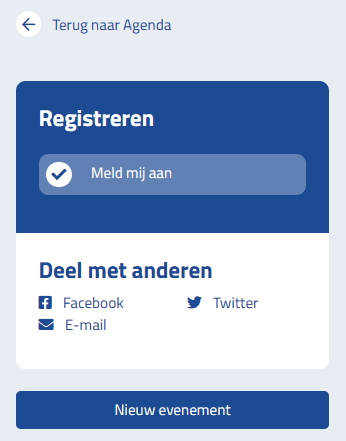 Terug naar Agenda
Registreren
Meld mij aan
Deel met anderen
Facebook Twitter
E-mail
Nieuw evenement